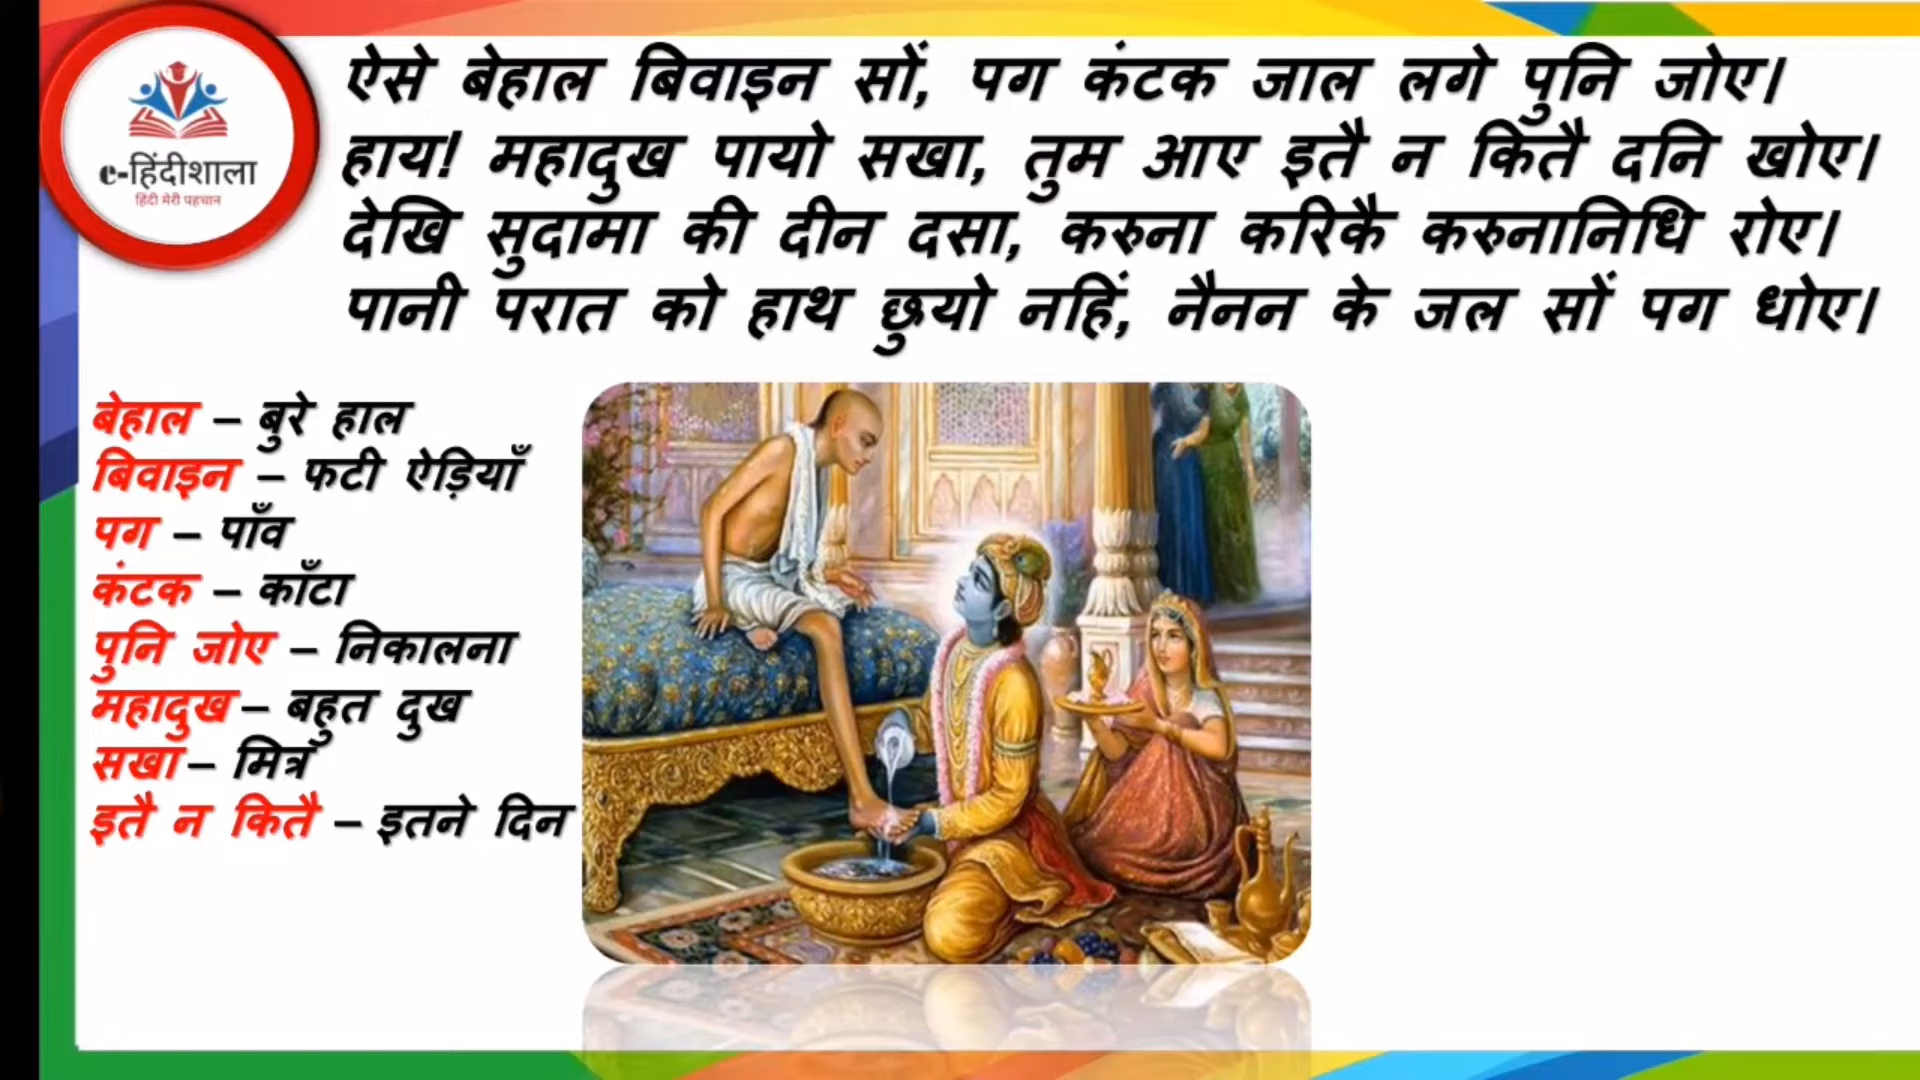 e-हिंदीशाला
हिंदी मेरी पहचान
ऐसे बेहाल बिवाइन सों, पग कंटक जाल लगे पुनि जोए।
हाय! महादुख पायो सखा, तुम आए इतै न कितै दनि खोए।
देखि सुदामा की दीन दसा, करुना करिकै करुनानिधि रोए।
पानी परात को हाथ छुयो नहिं, नैनन के जल सों पग धोए।
बेहाल – बुरे हाल
बिवाइन – फटी ऐड़ियाँ
पग – पाँव
कंटक – काँटा
पुनि जोए – निकालना
महादुख – बहुत दुख
सखा – मित्र
इतै न कितै – इतने दिन